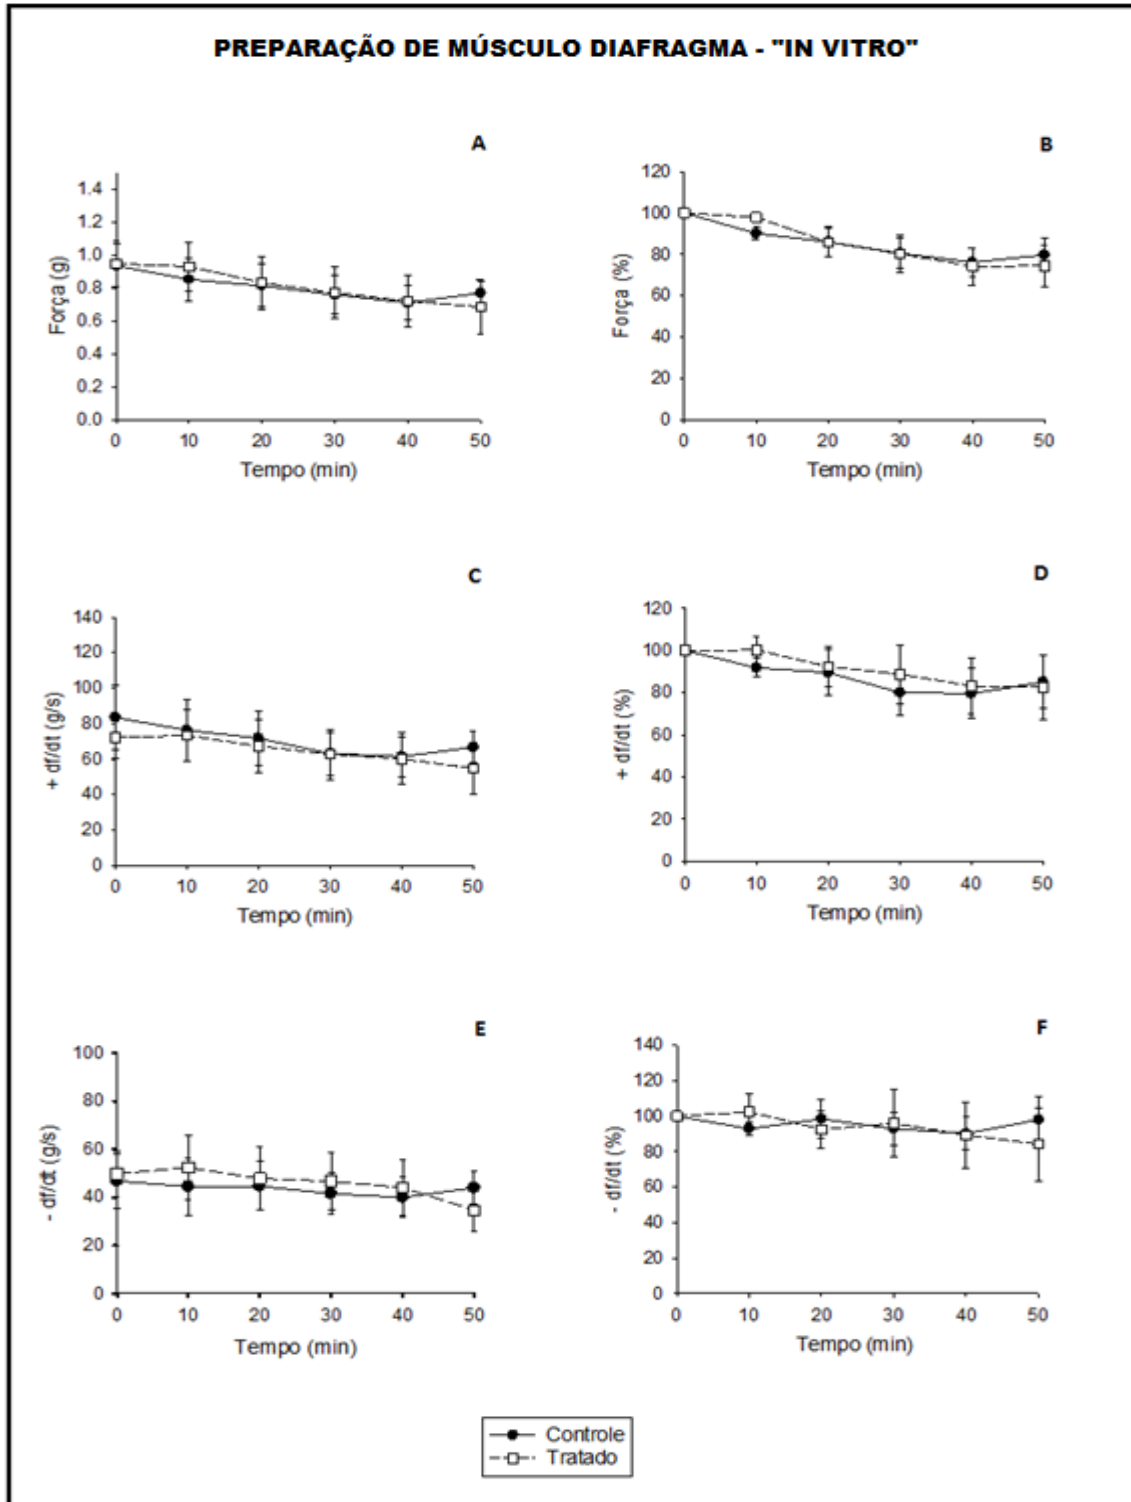 PREPARAÇÃO DE MÚSCULO DIAFRAGMA - "IN VITRO"
A
Força (g)
1.4
1.2
1.0
0.8
0.6
0.4
0.2
0.0
0 10 20 30 40 50
Tempo (min)
B
Força (%)
120
100
80
60
40
20
0
0 10 20 30 40 50
Tempo (min)
C
+ df/dt (g/s)
140
120
100
80
60
40
20
0
0 10 20 30 40 50
Tempo (min)
D
+ df/dt (%)
120
100
80
60
40
20
0
0 10 20 30 40 50
Tempo (min)
E
- df/dt (g/s)
100
80
60
40
20
0
0 10 20 30 40 50
Tempo (min)
F
- df/dt (%)
140
120
100
80
60
40
20
0
0 10 20 30 40 50
Tempo (min)
Controle
Tratado